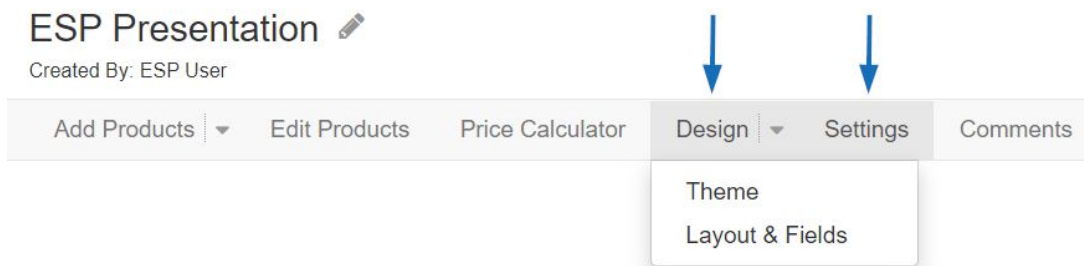 ESP Presentation
Created By: ESP User
Add Products Edit Products Price Calculator Design Settings Comments
Theme
Layout & Fields